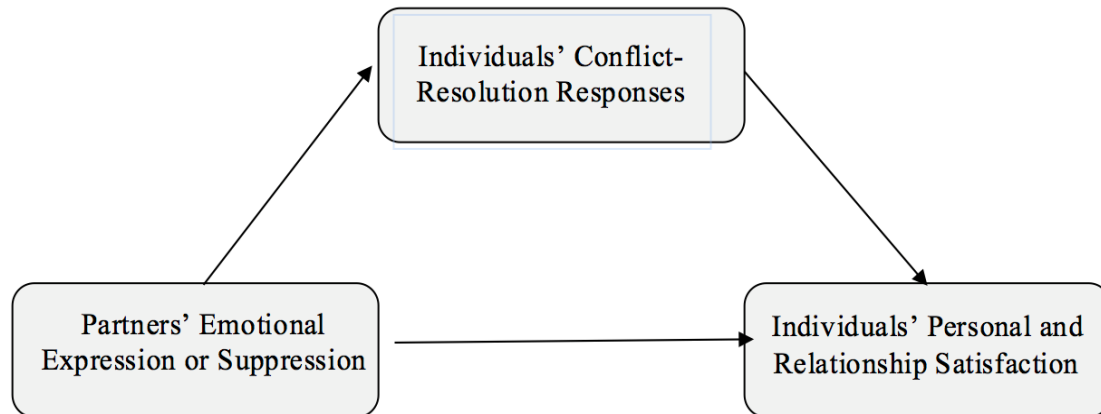 Individuals’ Conflict-
Resolution Responses
Partners’ Emotional
Expression or Suppression
Individuals’ Personal and
Relationship Satisfaction